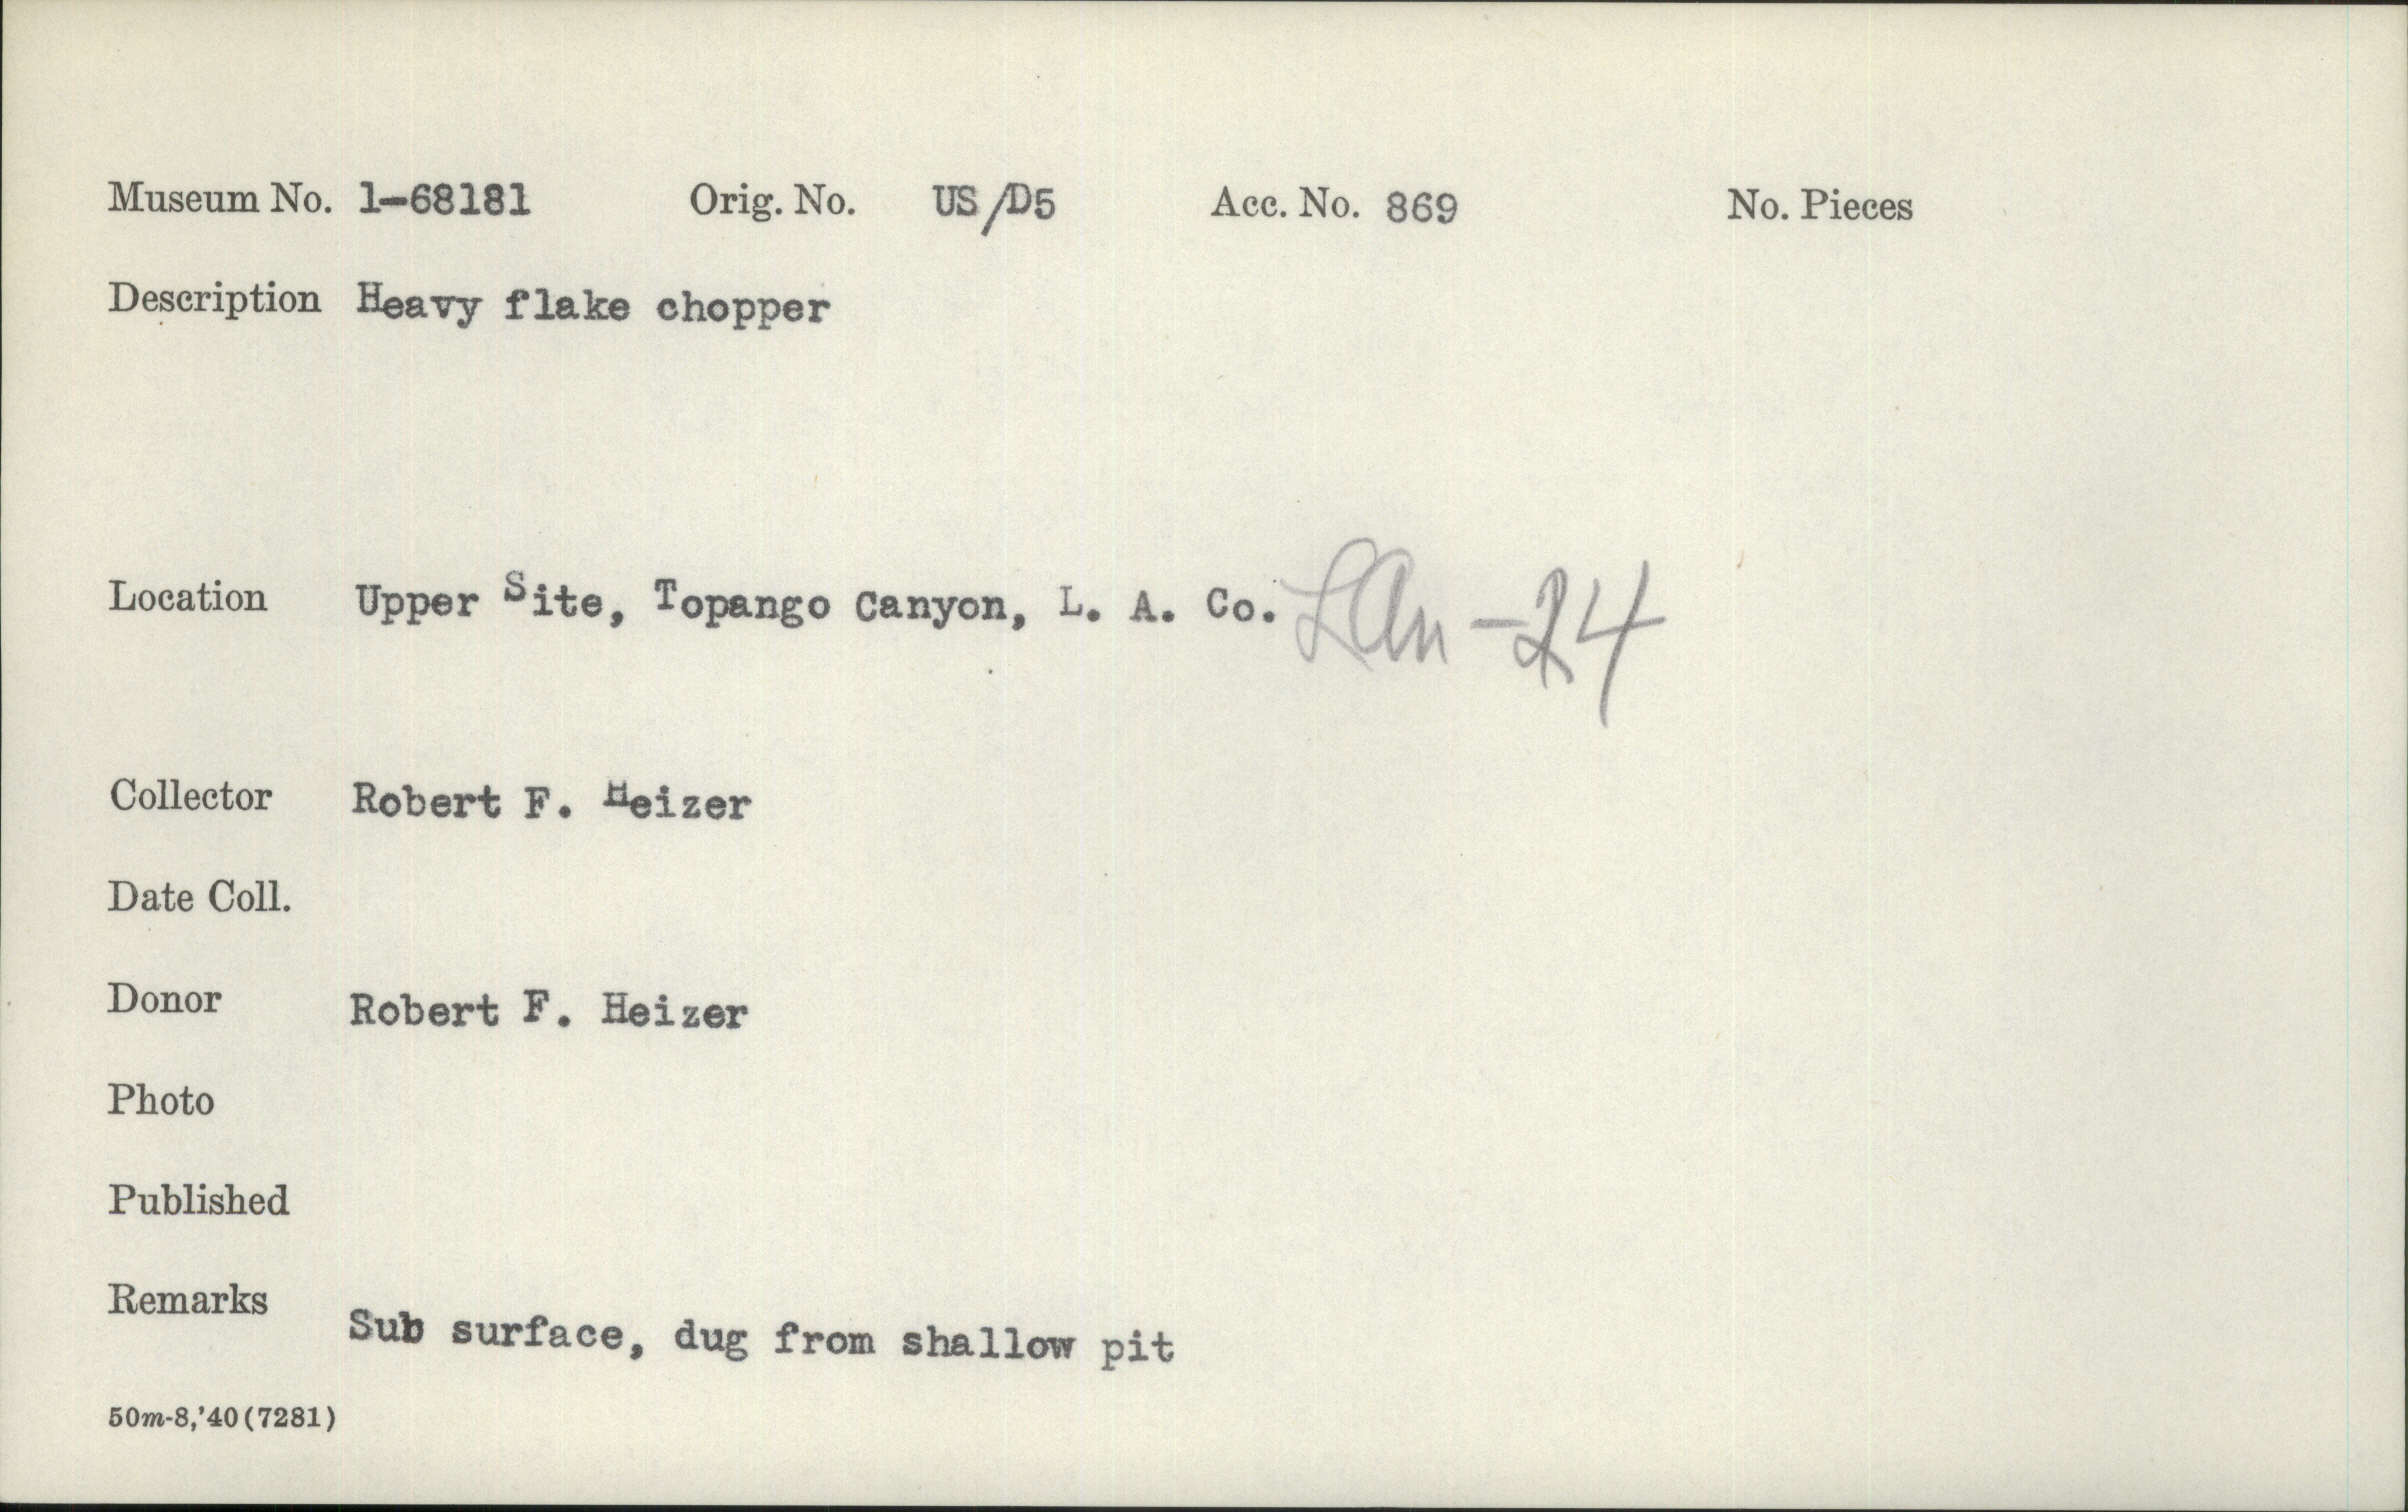 Museum No. 1-68181 Orig. No. US/D5 Acc. No. 869 No. Pieces
Description Heavy flake chopper
Location Upper Site, Topango Canyon, L. A. Co. LAn-24
Collector Robert F. Heizer
Date Coll.
Donor Robert F. Heizer
Photo
Published
Remarks Sub surface, dug from shallow pit
50m-8,'40(7281)